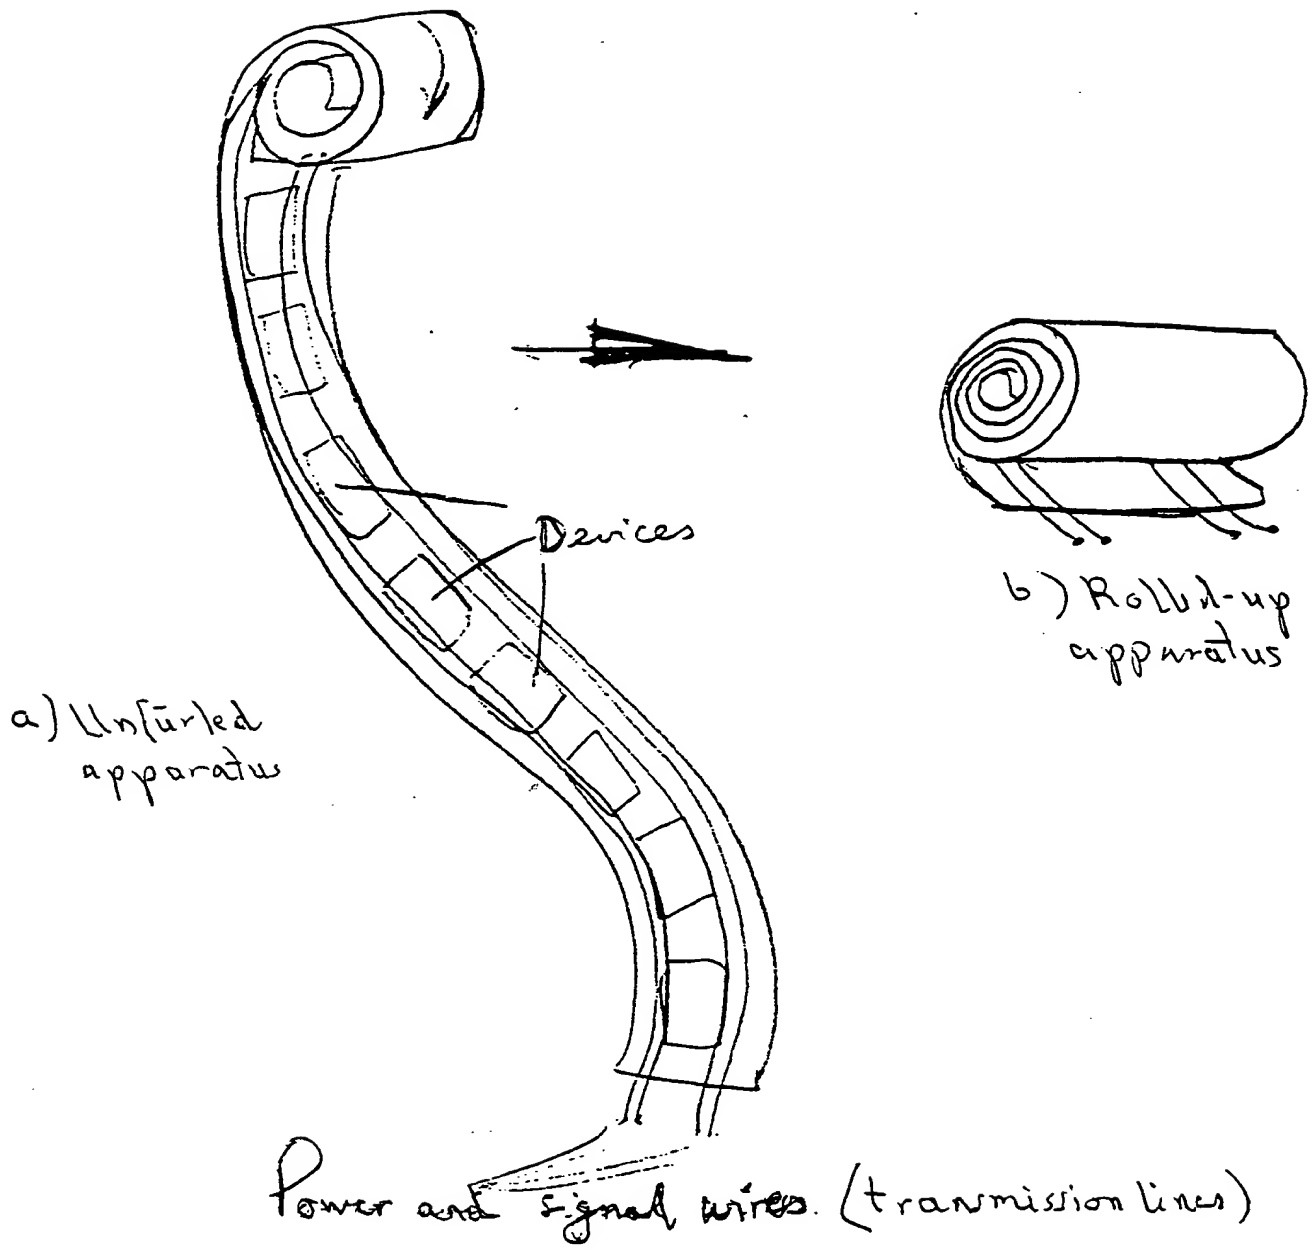 Devices
b) Rolled-up
apparatus
a) Unfurled
apparatus
Power and signal wires. (transmission lines)